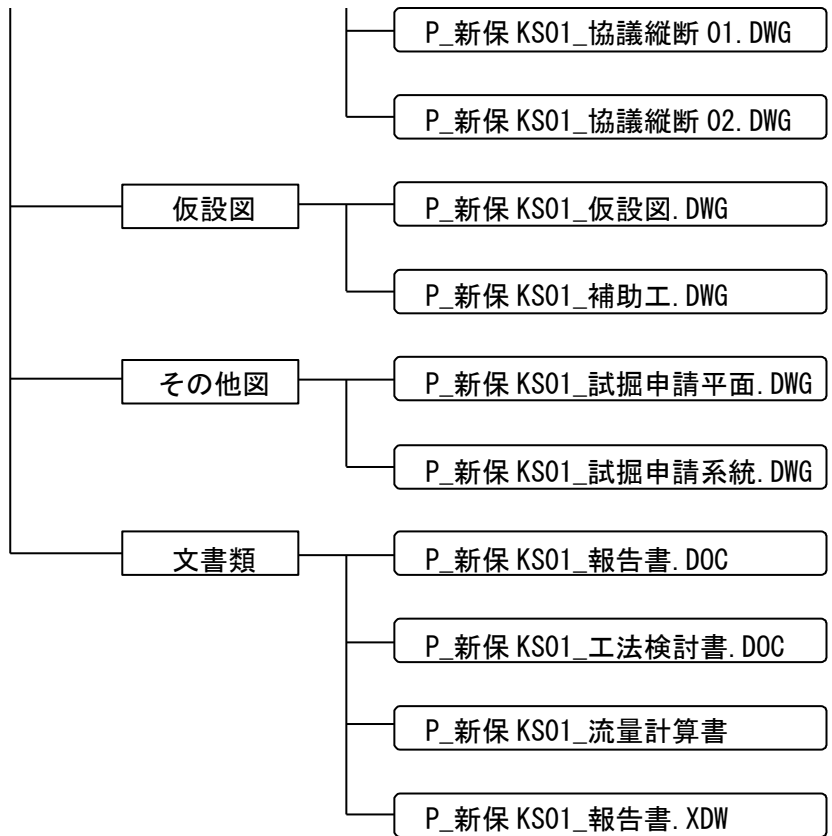 P_新保 KS01_協議縦断 01.DWG
P_新保 KS01_協議縦断 02.DWG
仮設図
P_新保 KS01_仮設図.DWG
P_新保 KS01_補助工.DWG
その他図
P_新保 KS01_試掘申請平面.DWG
P_新保 KS01_試掘申請系統.DWG
文書類
P_新保 KS01_報告書.DOC
P_新保 KS01_工法検討書.DOC
P_新保 KS01_流量計算書
P_新保 KS01_報告書.XDW